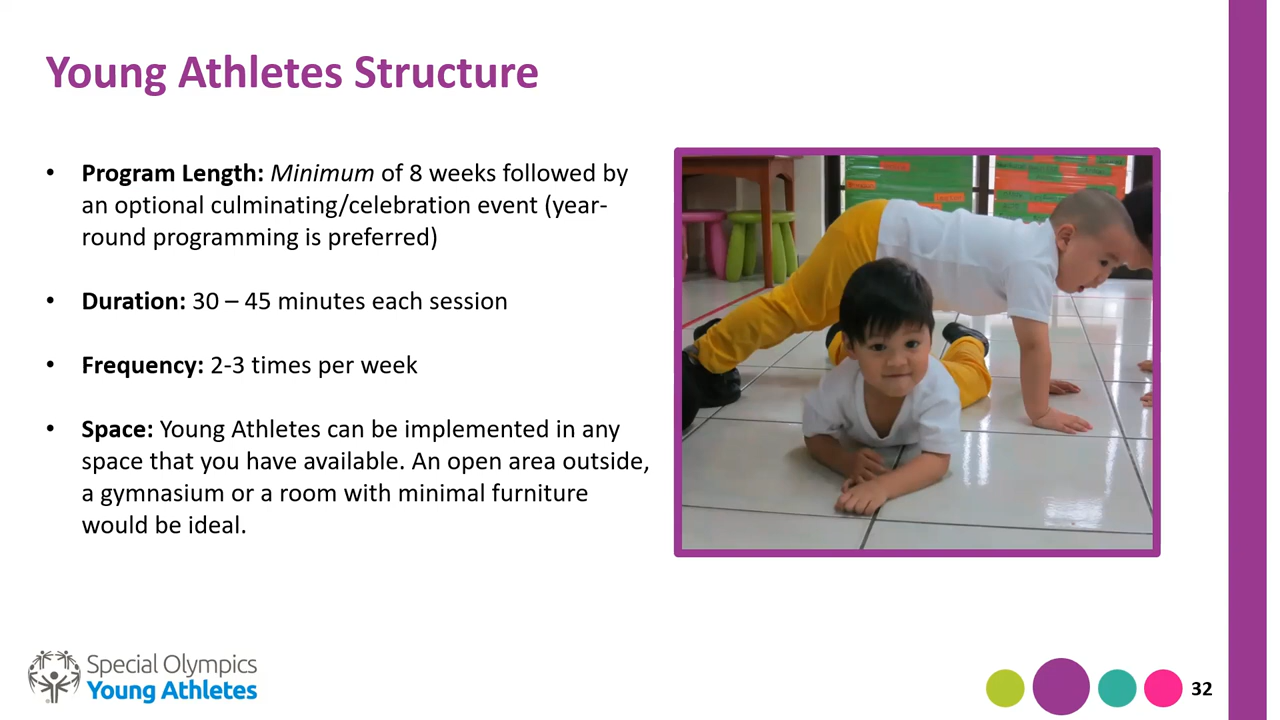 Young Athletes Structure
• Program Length: Minimum of 8 weeks followed by
an optional culminating/celebration event (year-
round programming is preferred)
• Duration: 30 – 45 minutes each session
• Frequency: 2-3 times per week
• Space: Young Athletes can be implemented in any
space that you have available. An open area outside,
a gymnasium or a room with minimal furniture
would be ideal.
Special Olympics
Young Athletes
32